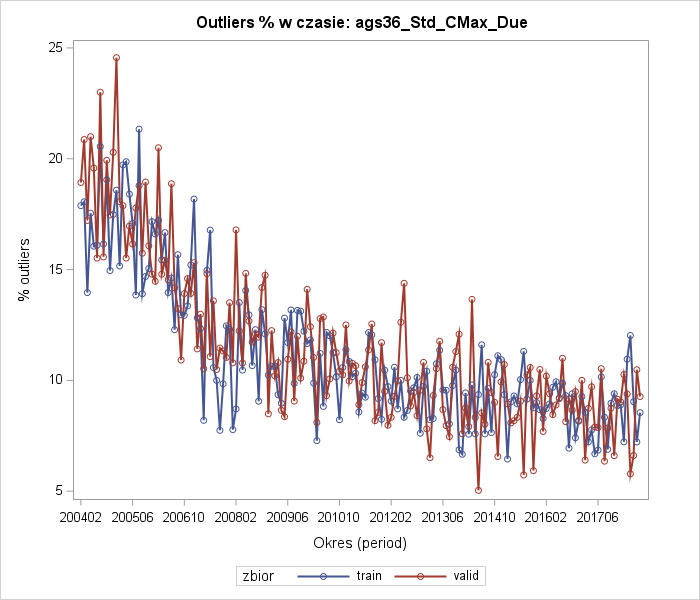 Outliers % w czasie: ags36_Std_CMax_Due
% outliers
25
20
15
10
5
200402 200506 200610 200802 200906 201010 201202 201306 201410 201602 201706
Okres (period)
zbior train valid